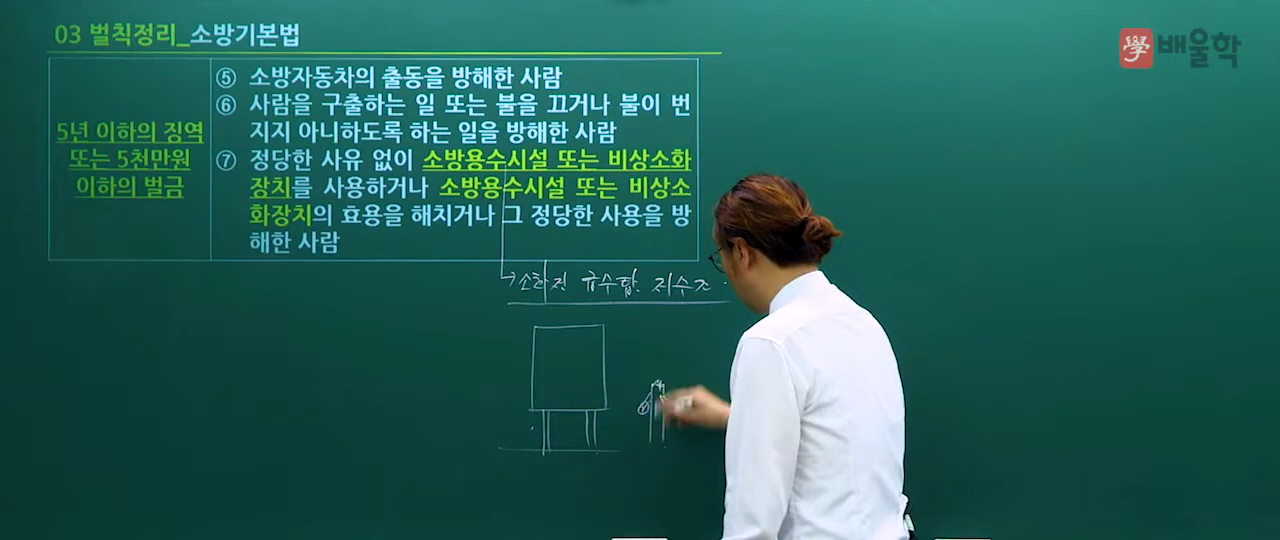 03 벌칙정리_소방기본법
學 배울학
5년 이하의 징역
또는 5천만원
이하의 벌금
⑤ 소방자동차의 출동을 방해한 사람
⑥ 사람을 구출하는 일 또는 불을 끄거나 불이 번
지지 아니하도록 하는 일을 방해한 사람
⑦ 정당한 사유 없이 소방용수시설 또는 비상소화
장치를 사용하거나 소방용수시설 또는 비상소
화장치의 효용을 해치거나 그 정당한 사용을 방
해한 사람
→소화전 급수탑. 저수조.